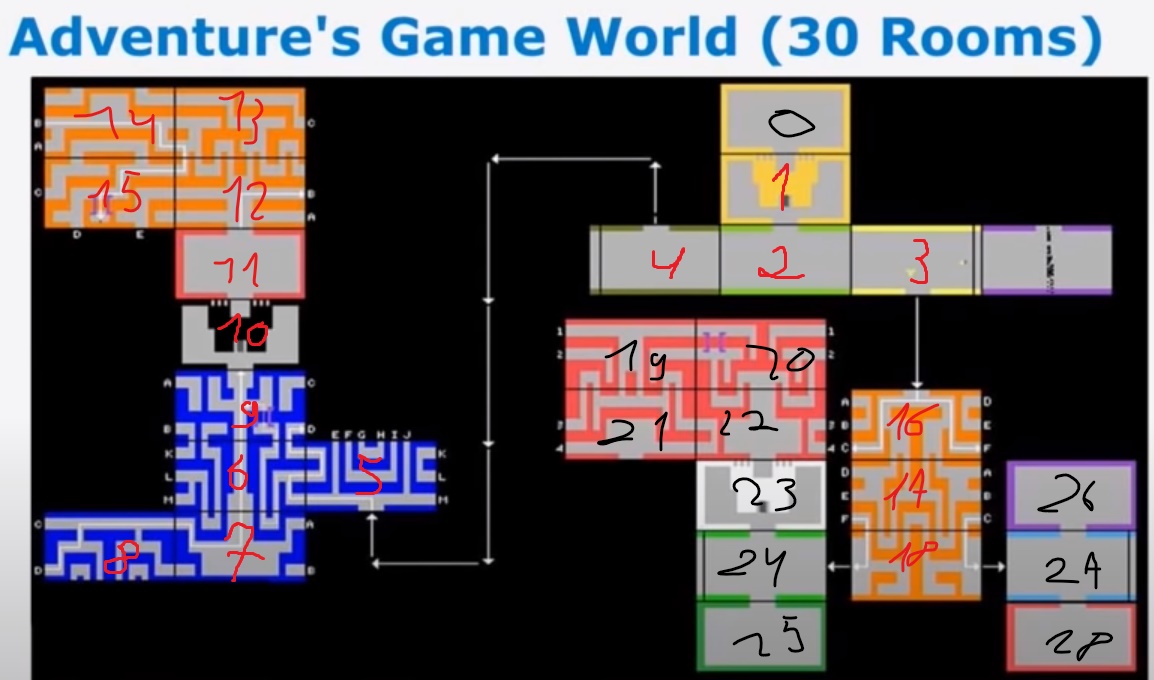 Adventure's Game World (30 Rooms)
B 14 13 C
A
C 15 12 B
A
D E
11
10
A C
9
B D
E F G H I J
K K
L 6 5 L
M M
C A
8 7
D B
0
1
4 2 3
1 1
2 19 20 2
3 21 22 3
4 4
23
24
25
A D
B 16 E
C F
D A
E 17 B
F C
18
26
27
28